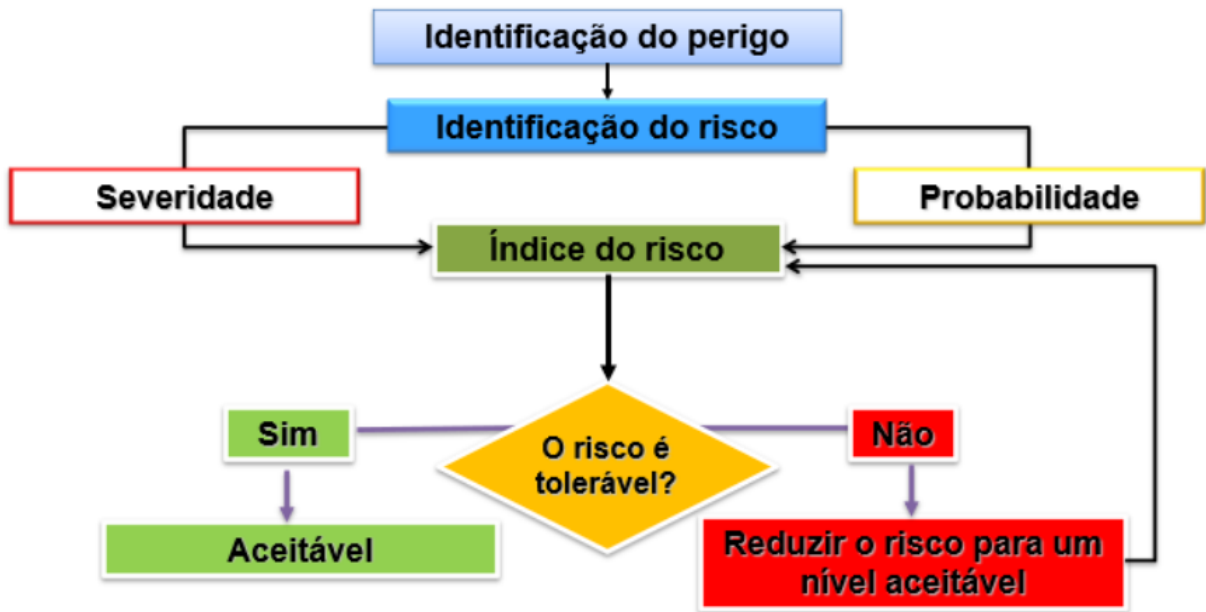 Identificação do perigo
Identificação do risco
Severidade
Probabilidade
Índice do risco
Sim
O risco é
tolerável?
Não
Aceitável
Reduzir o risco para um
nível aceitável